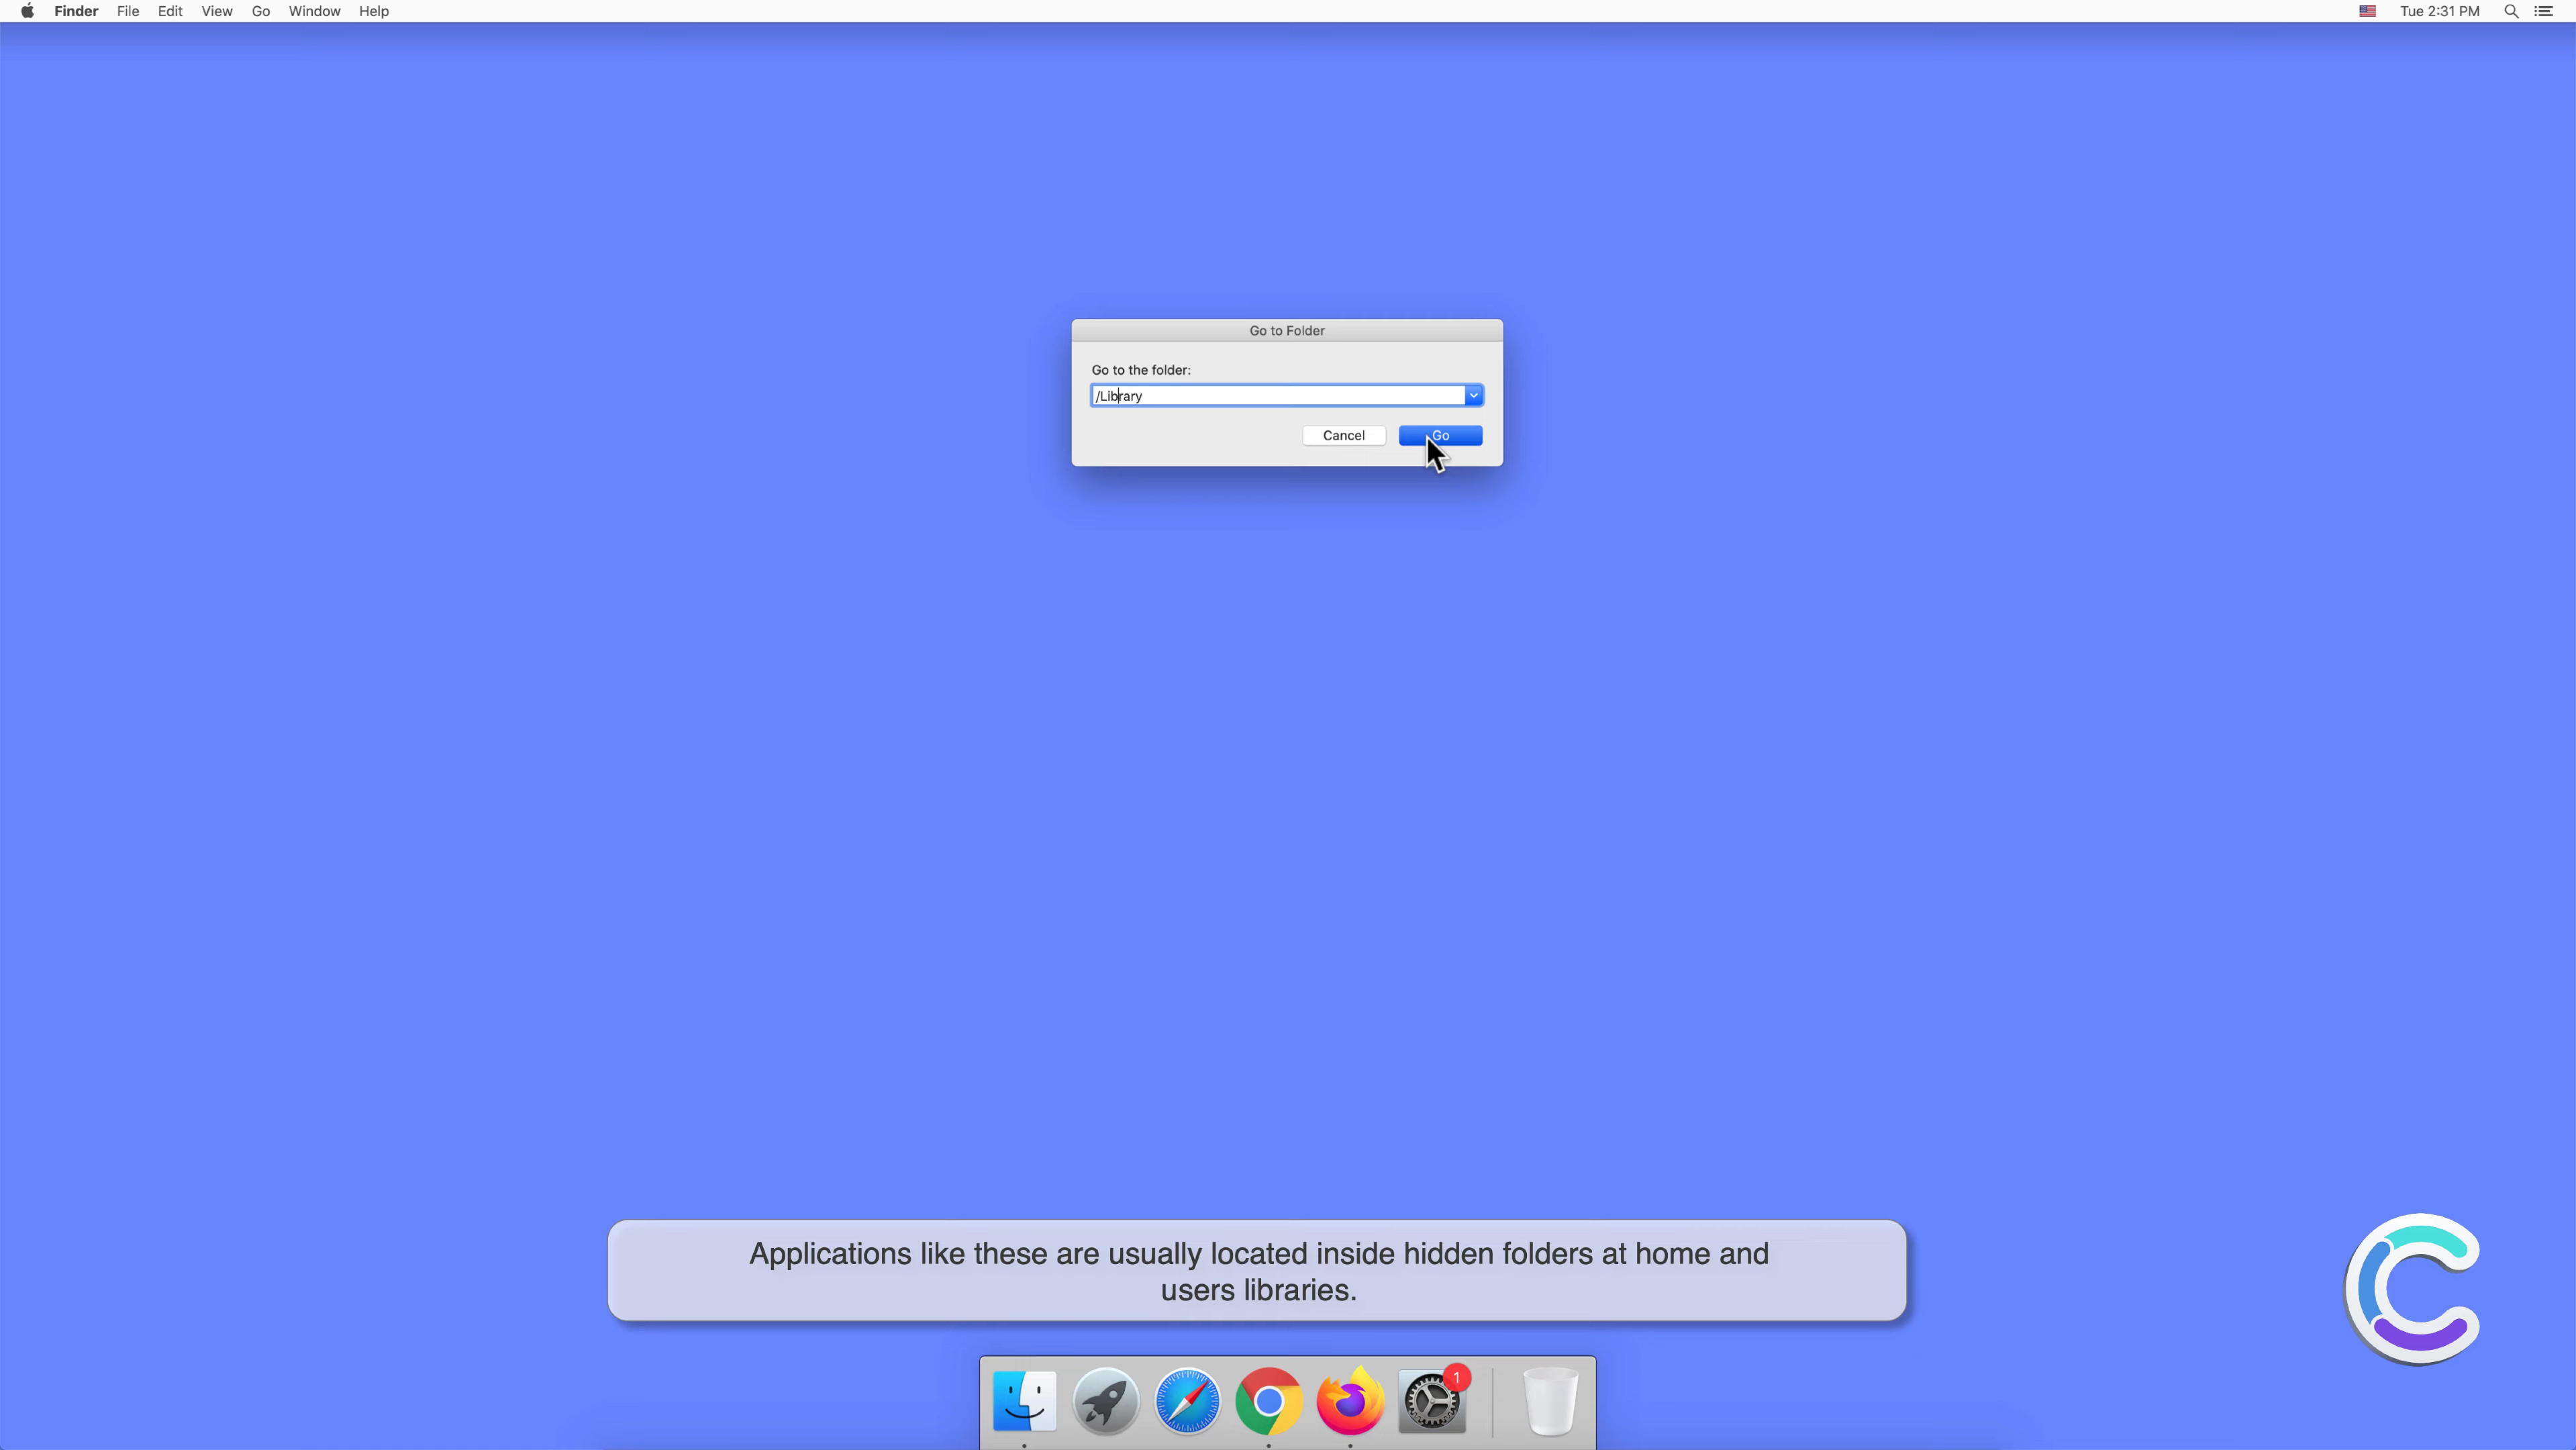 Finder File Edit View Go Window Help Tue 2:31 PM
Go to Folder
Go to the folder:
/Library
Cancel Go
Applications like these are usually located inside hidden folders at home and
users libraries.
1